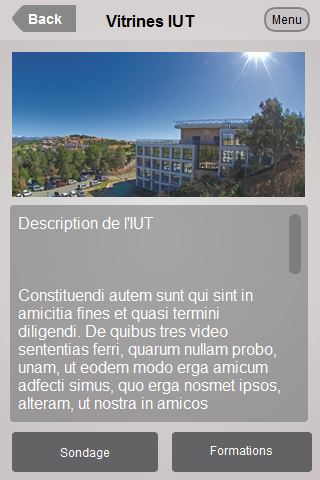 Back
Vitrines IUT
Menu
Description de l'IUT
Constituendi autem sunt qui sint in
amicitia fines et quasi termini
diligendi. De quibus tres video
sententias ferri, quarum nullam probo,
unam, ut eodem modo erga amicum
adfecti simus, quo erga nosmet ipsos,
alteram, ut nostra in amicos
Sondage
Formations